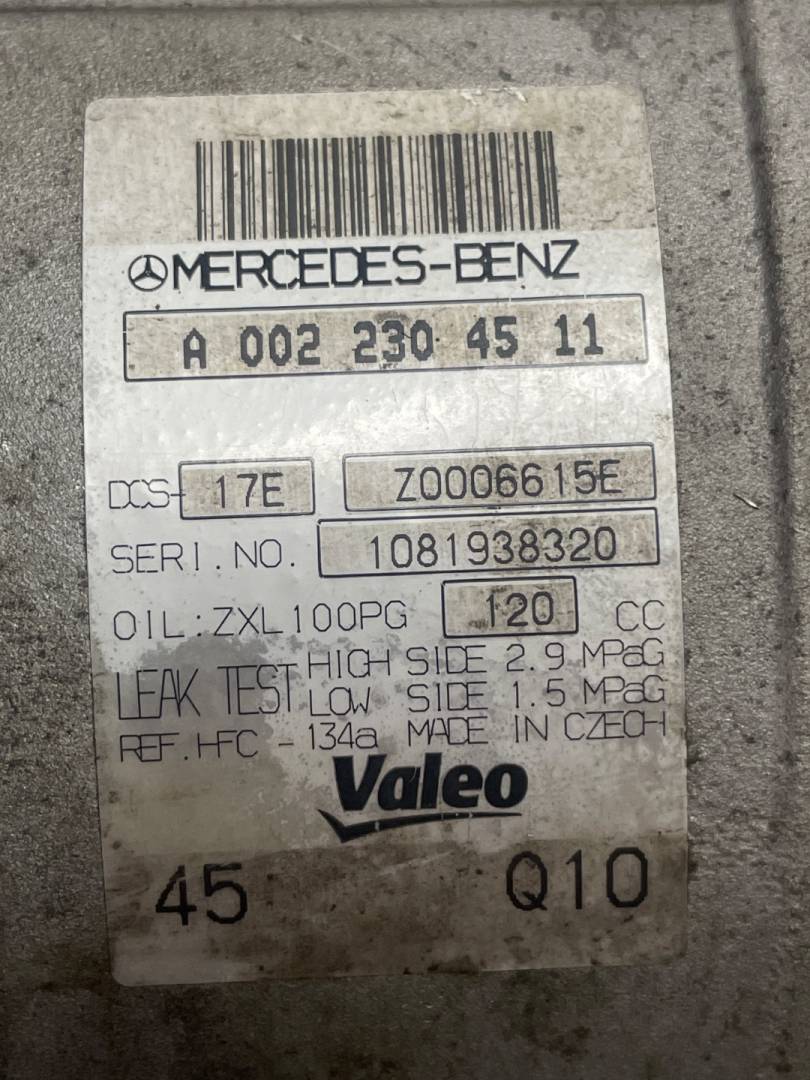 MERCEDES-BENZ
A 002 230 45 11
DCS- 17E Z0006615E
SERI.NO. 1081938320
OIL:ZXL100PG 120 CC
LEAK TEST HIGH SIDE 2.9 MPaG
LOW SIDE 1.5 MPaG
REF.HFC - 134a MADE IN CZECH
Valeo
45 Q10